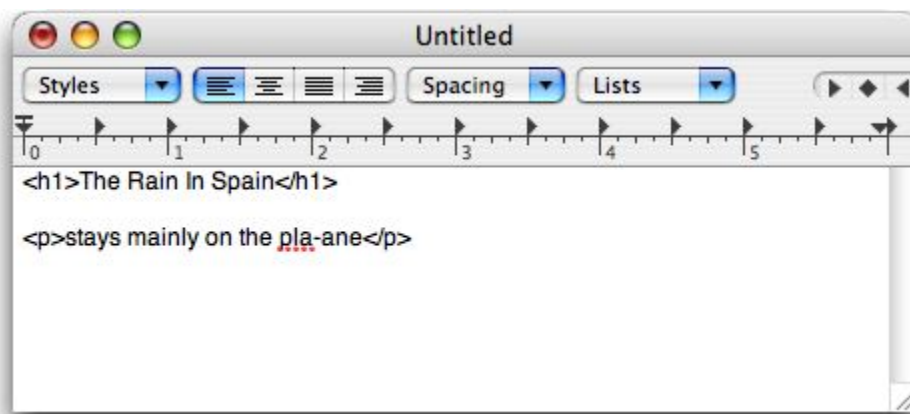 Untitled
Styles Spacing Lists
0 1 2 3 4 5
<h1>The Rain In Spain</h1>
<p>stays mainly on the pla-ane</p>